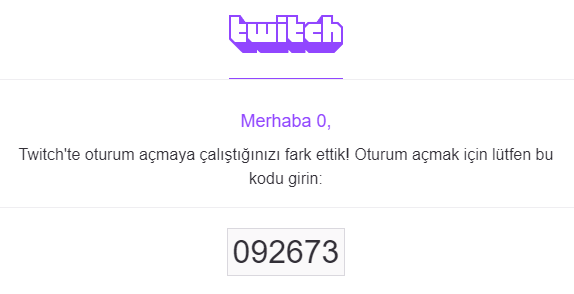 twitch
Merhaba 0,
Twitch'te oturum açmaya çalıştığınızı fark ettik! Oturum açmak için lütfen bu
kodu girin:
092673